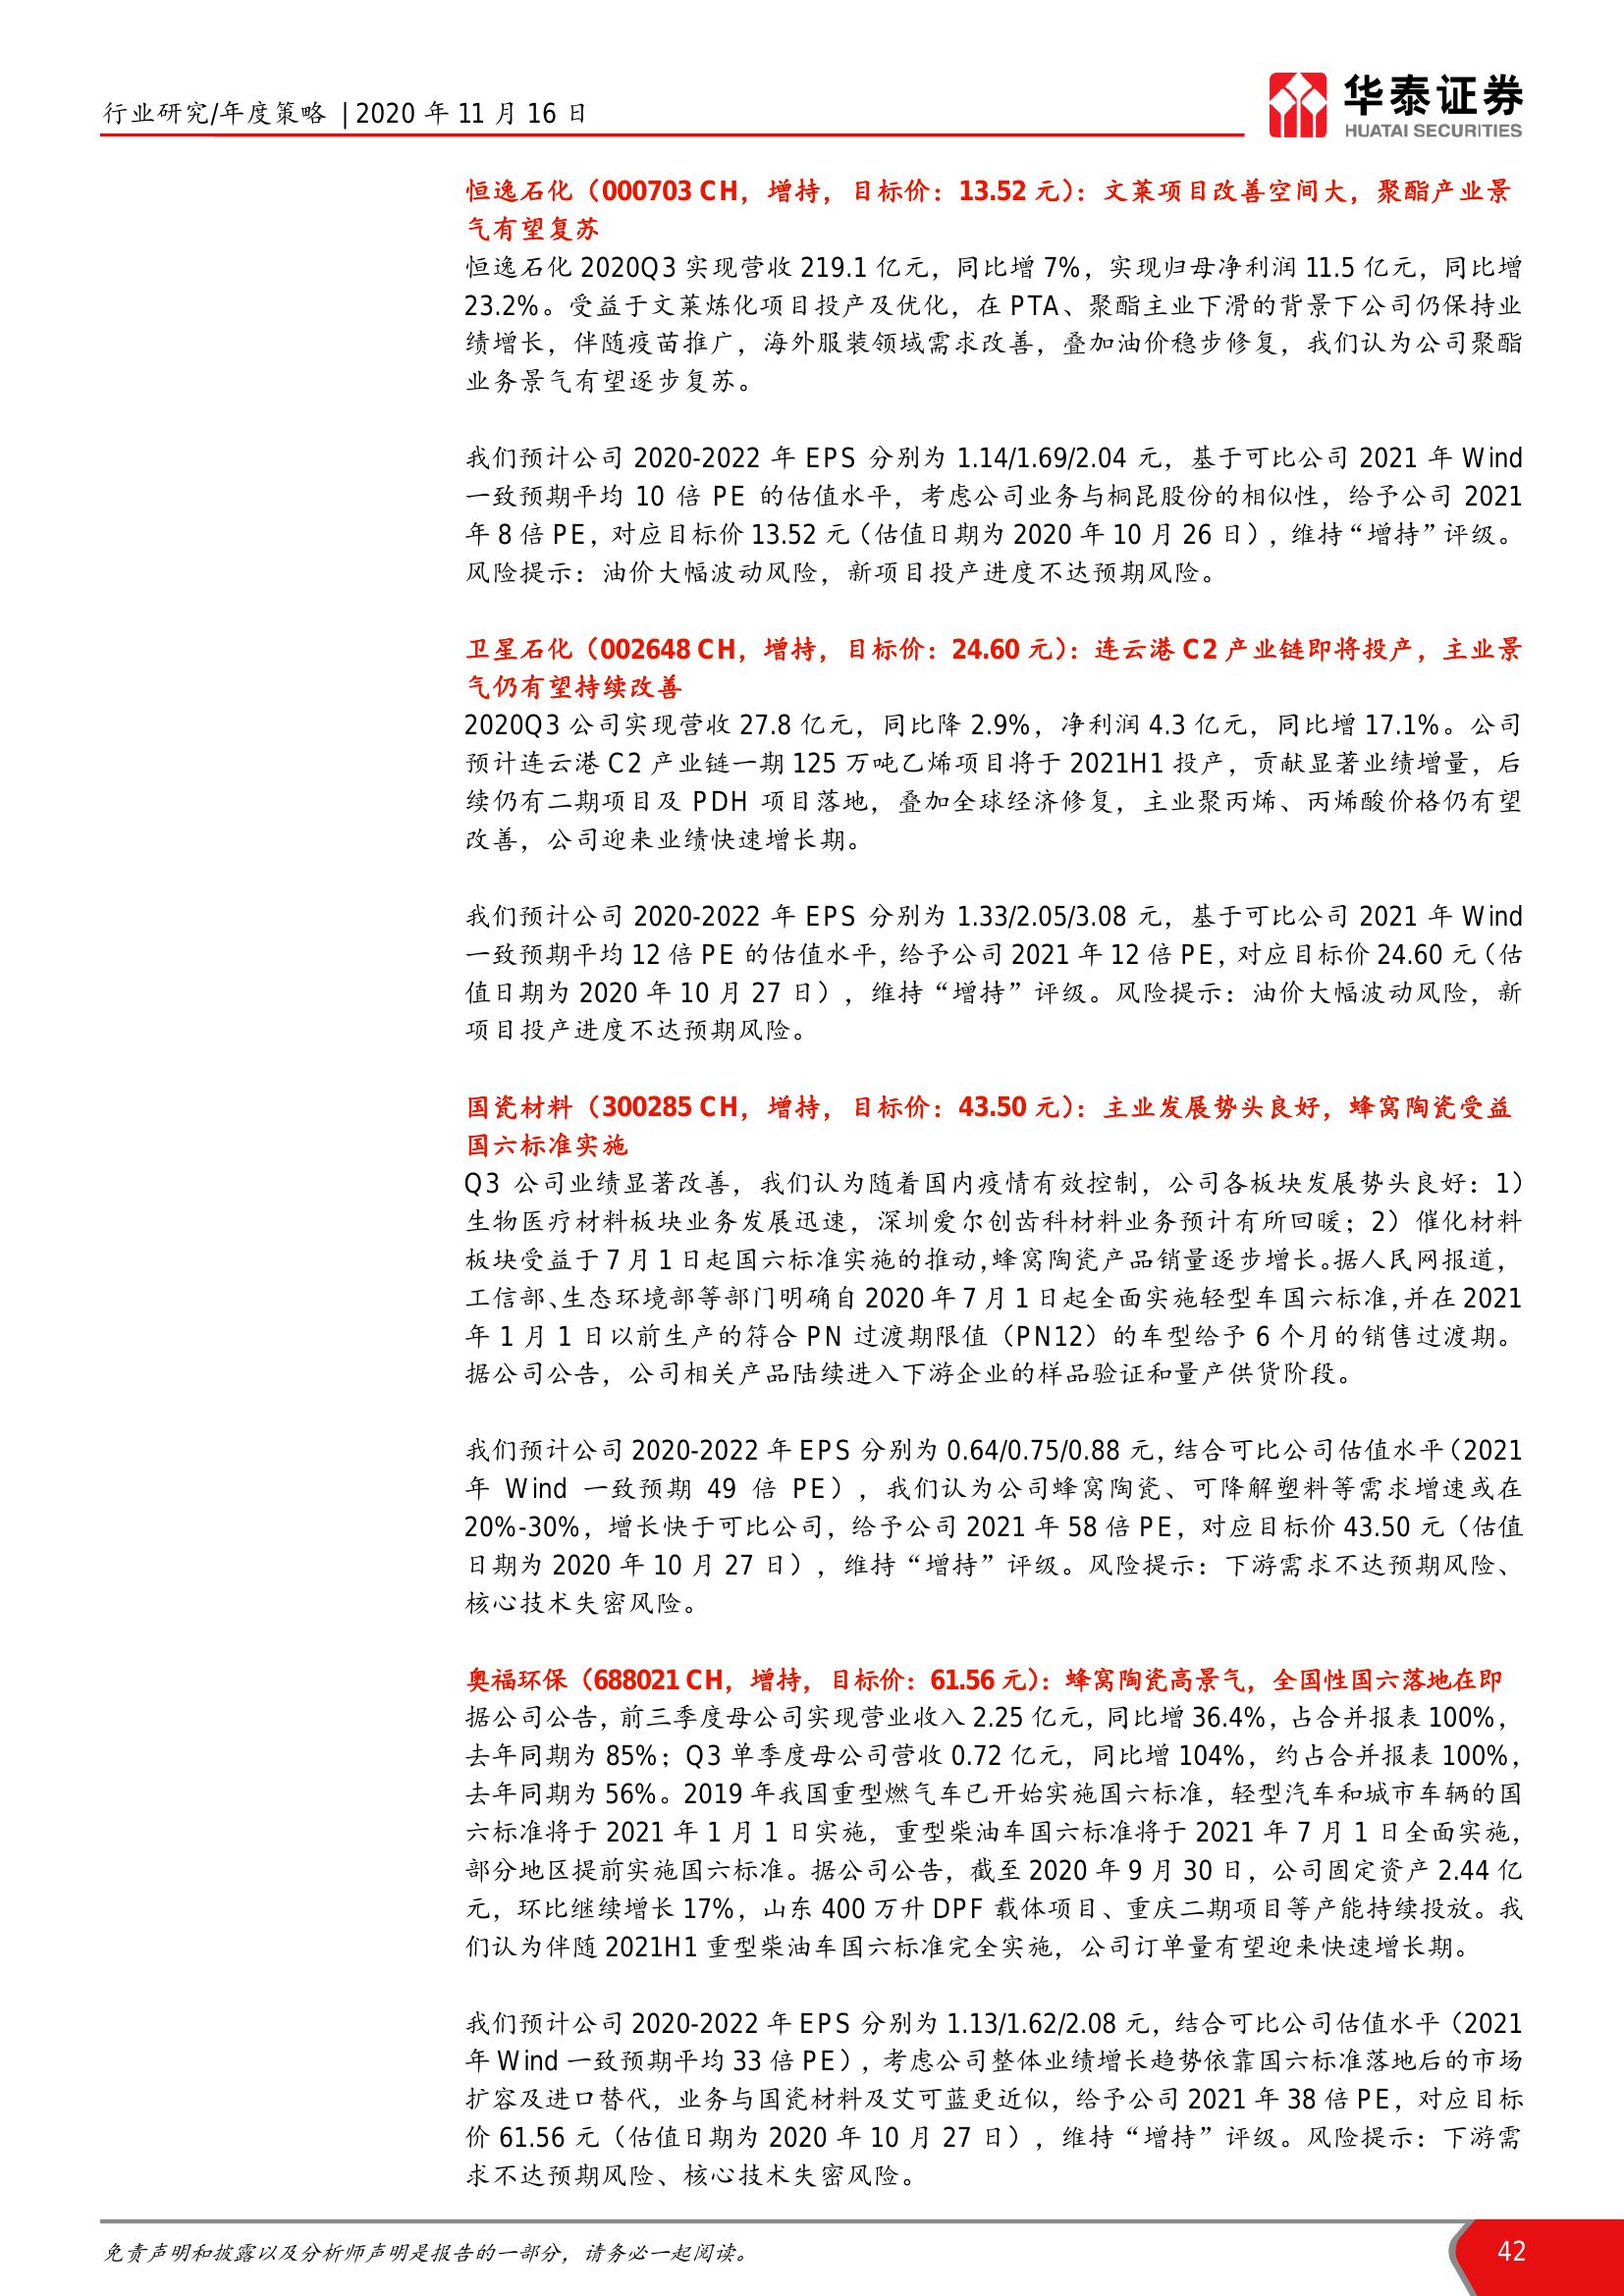 行业研究/年度策略 | 2020 年 11 月 16 日
华泰证券
HUATAI SECURITIES
恒逸石化（000703 CH，增持，目标价：13.52 元）：文莱项目改善空间大，聚酯产业景
气有望复苏
恒逸石化 2020Q3 实现营收 219.1 亿元，同比增 7%，实现归母净利润 11.5 亿元，同比增
23.2%。受益于文莱炼化项目投产及优化，在 PTA、聚酯主业下滑的背景下公司仍保持业
绩增长，伴随疫苗推广，海外服装领域需求改善，叠加油价稳步修复，我们认为公司聚酯
业务景气有望逐步复苏。
我们预计公司 2020-2022 年 EPS 分别为 1.14/1.69/2.04 元，基于可比公司 2021 年 Wind
一致预期平均 10 倍 PE 的估值水平，考虑公司业务与桐昆股份的相似性，给予公司 2021
年 8 倍 PE，对应目标价 13.52 元（估值日期为 2020 年 10 月 26 日），维持“增持”评级。
风险提示：油价大幅波动风险，新项目投产进度不达预期风险。
卫星石化（002648 CH，增持，目标价：24.60 元）：连云港 C2 产业链即将投产，主业景
气仍有望持续改善
2020Q3 公司实现营收 27.8 亿元，同比降 2.9%，净利润 4.3 亿元，同比增 17.1%。公司
预计连云港 C2 产业链一期 125 万吨乙烯项目将于 2021H1 投产，贡献显著业绩增量，后
续仍有二期项目及 PDH 项目落地，叠加全球经济修复，主业聚丙烯、丙烯酸价格仍有望
改善，公司迎来业绩快速增长期。
我们预计公司 2020-2022 年 EPS 分别为 1.33/2.05/3.08 元，基于可比公司 2021 年 Wind
一致预期平均 12 倍 PE 的估值水平，给予公司 2021 年 12 倍 PE，对应目标价 24.60 元（估
值日期为 2020 年 10 月 27 日），维持“增持”评级。风险提示：油价大幅波动风险，新
项目投产进度不达预期风险。
国瓷材料（300285 CH，增持，目标价：43.50 元）：主业发展势头良好，蜂窝陶瓷受益
国六标准实施
Q3 公司业绩显著改善，我们认为随着国内疫情有效控制，公司各板块发展势头良好：1）
生物医疗材料板块业务发展迅速，深圳爱尔创齿科材料业务预计有所回暖；2）催化材料
板块受益于 7 月 1 日起国六标准实施的推动，蜂窝陶瓷产品销量逐步增长。据人民网报道，
工信部、生态环境部等部门明确自 2020 年 7 月 1 日起全面实施轻型车国六标准，并在 2021
年 1 月 1 日以前生产的符合 PN 过渡期限值（PN12）的车型给予 6 个月的销售过渡期。
据公司公告，公司相关产品陆续进入下游企业的样品验证和量产供货阶段。
我们预计公司 2020-2022 年 EPS 分别为 0.64/0.75/0.88 元，结合可比公司估值水平（2021
年 Wind 一致预期 49 倍 PE），我们认为公司蜂窝陶瓷、可降解塑料等需求增速或在
20%-30%，增长快于可比公司，给予公司 2021 年 58 倍 PE，对应目标价 43.50 元（估值
日期为 2020 年 10 月 27 日），维持“增持”评级。风险提示：下游需求不达预期风险、
核心技术失密风险。
奥福环保（688021 CH，增持，目标价：61.56 元）：蜂窝陶瓷高景气，全国性国六落地在即
据公司公告，前三季度母公司实现营业收入 2.25 亿元，同比增 36.4%，占合并报表 100%，
去年同期为 85%；Q3 单季度母公司营收 0.72 亿元，同比增 104%，约占合并报表 100%，
去年同期为 56%。2019 年我国重型燃气车已开始实施国六标准，轻型汽车和城市车辆的国
六标准将于 2021 年 1 月 1 日实施，重型柴油车国六标准将于 2021 年 7 月 1 日全面实施，
部分地区提前实施国六标准。据公司公告，截至 2020 年 9 月 30 日，公司固定资产 2.44 亿
元，环比继续增长 17%，山东 400 万升 DPF 载体项目、重庆二期项目等产能持续投放。我
们认为伴随 2021H1 重型柴油车国六标准完全实施，公司订单量有望迎来快速增长期。
我们预计公司 2020-2022 年 EPS 分别为 1.13/1.62/2.08 元，结合可比公司估值水平（2021
年 Wind 一致预期平均 33 倍 PE），考虑公司整体业绩增长趋势依靠国六标准落地后的市场
扩容及进口替代，业务与国瓷材料及艾可蓝更近似，给予公司 2021 年 38 倍 PE，对应目标
价 61.56 元（估值日期为 2020 年 10 月 27 日），维持“增持”评级。风险提示：下游需
求不达预期风险、核心技术失密风险。
免责声明和披露以及分析师声明是报告的一部分，请务必一起阅读。
42